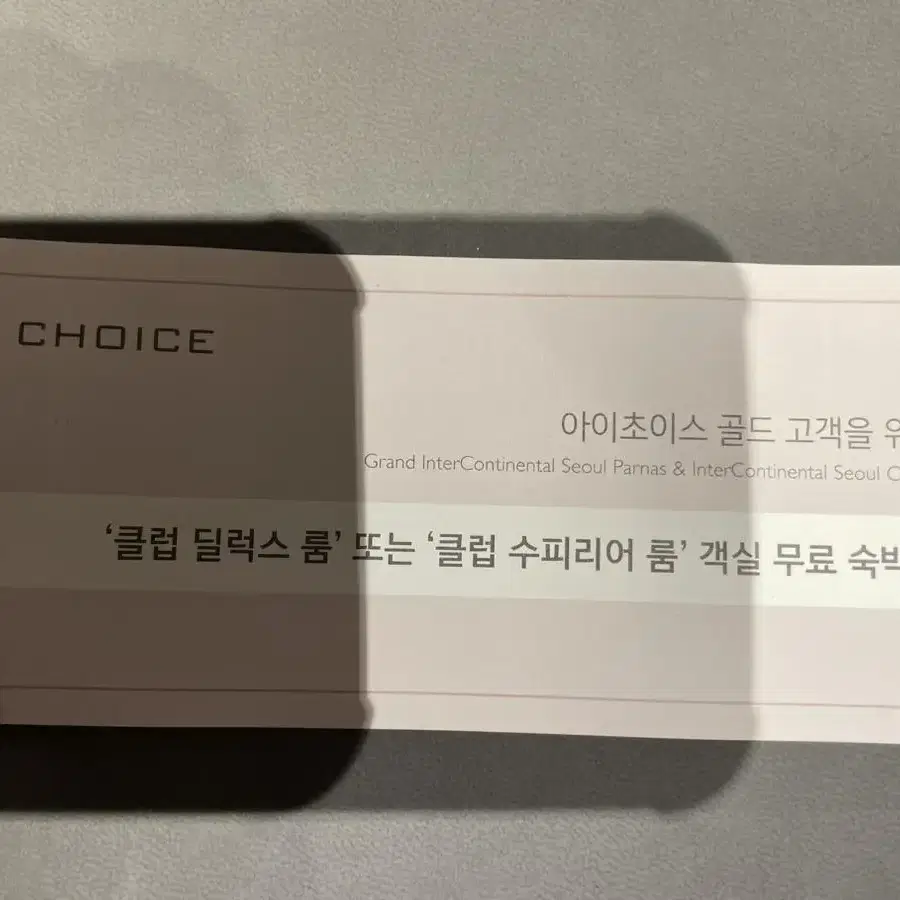 CHOICE
아이초이스 골드 고객을
Grand InterContinental Seoul Parnas & InterContinental Seoul
‘클럽 딜럭스 룸’ 또는 ‘클럽 수피리어 룸’ 객실 무료 숙박